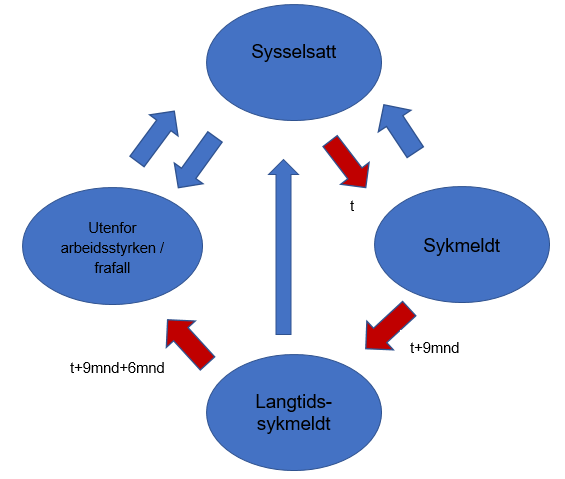 Sysselsatt
t
Utenfor
arbeidsstyrken /
frafall
Sykmeldt
t+9mnd
t+9mnd+6mnd
Langtids-
sykmeldt